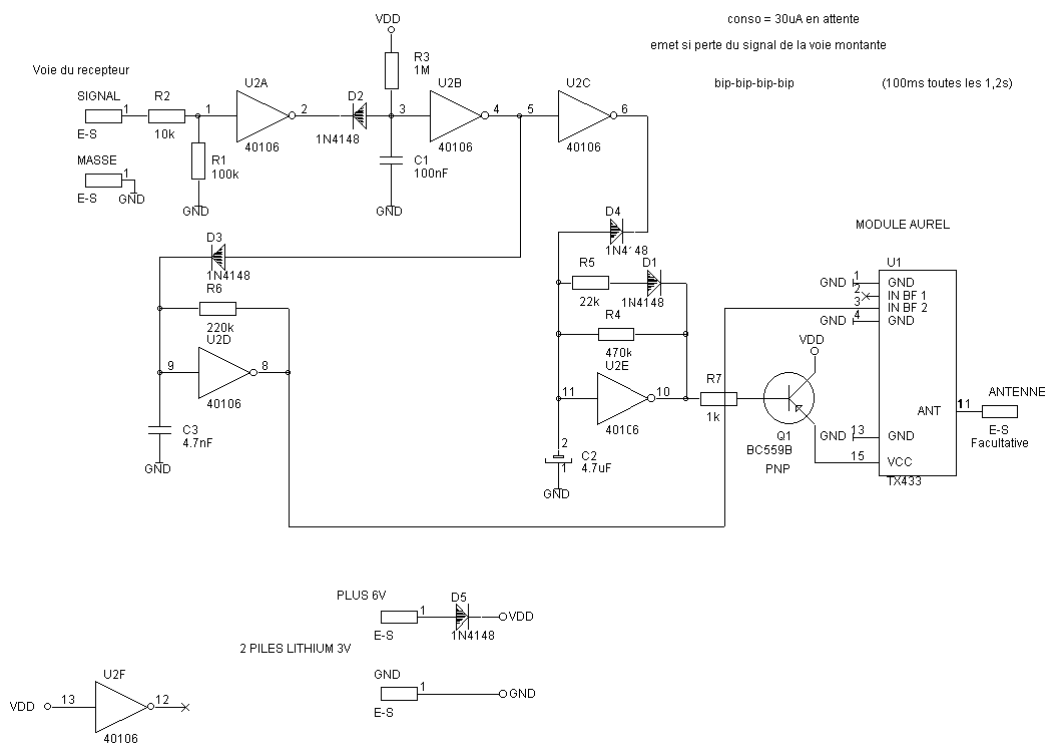 conso = 30uA en attente
emet si perte du signal de la voie montante
bip-bip-bip-bip (100ms toutes les 1,2s)
Voie du recepteur
SIGNAL
1
E-S
MASSE
1
E-S
GND
R2
10k
R1
100k
GND
1
U2A
2
40106
D2
1N4148
VDD
R3
1M
3
C1
100nF
GND
U2B
4
40106
5
U2C
6
40106
D3
1N4148
R6
220k
U2D
9
8
40106
C3
4.7nF
GND
D4
1N4148
R5
22k
D1
1N4148
R4
470k
U2E
11
10
40106
2
C2
4.7uF
1
GND
R7
1k
VDD
Q1
BC559B
PNP
MODULE AUREL
U1
GND
1
GND
2
IN BF 1
3
IN BF 2
GND
4
GND
ANT
11
ANTENNE
E-S
Facultative
GND
13
GND
15
VCC
TX433
PLUS 6V
1
E-S
D5
1N4148
VDD
2 PILES LITHIUM 3V
GND
1
E-S
GND
U2F
VDD
13
12
40106